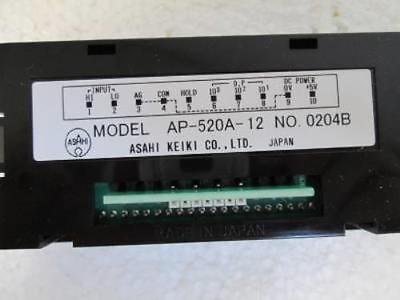 INPUT D.P DC POWER
HI LO AG COM HOLD 10³ 10² 10¹ 0V +5V
1 2 3 4 5 6 7 8 9 10
ASAHI
MODEL AP-520A-12 NO. 0204B
ASAHI KEIKI CO., LTD. JAPAN
MADE IN JAPAN